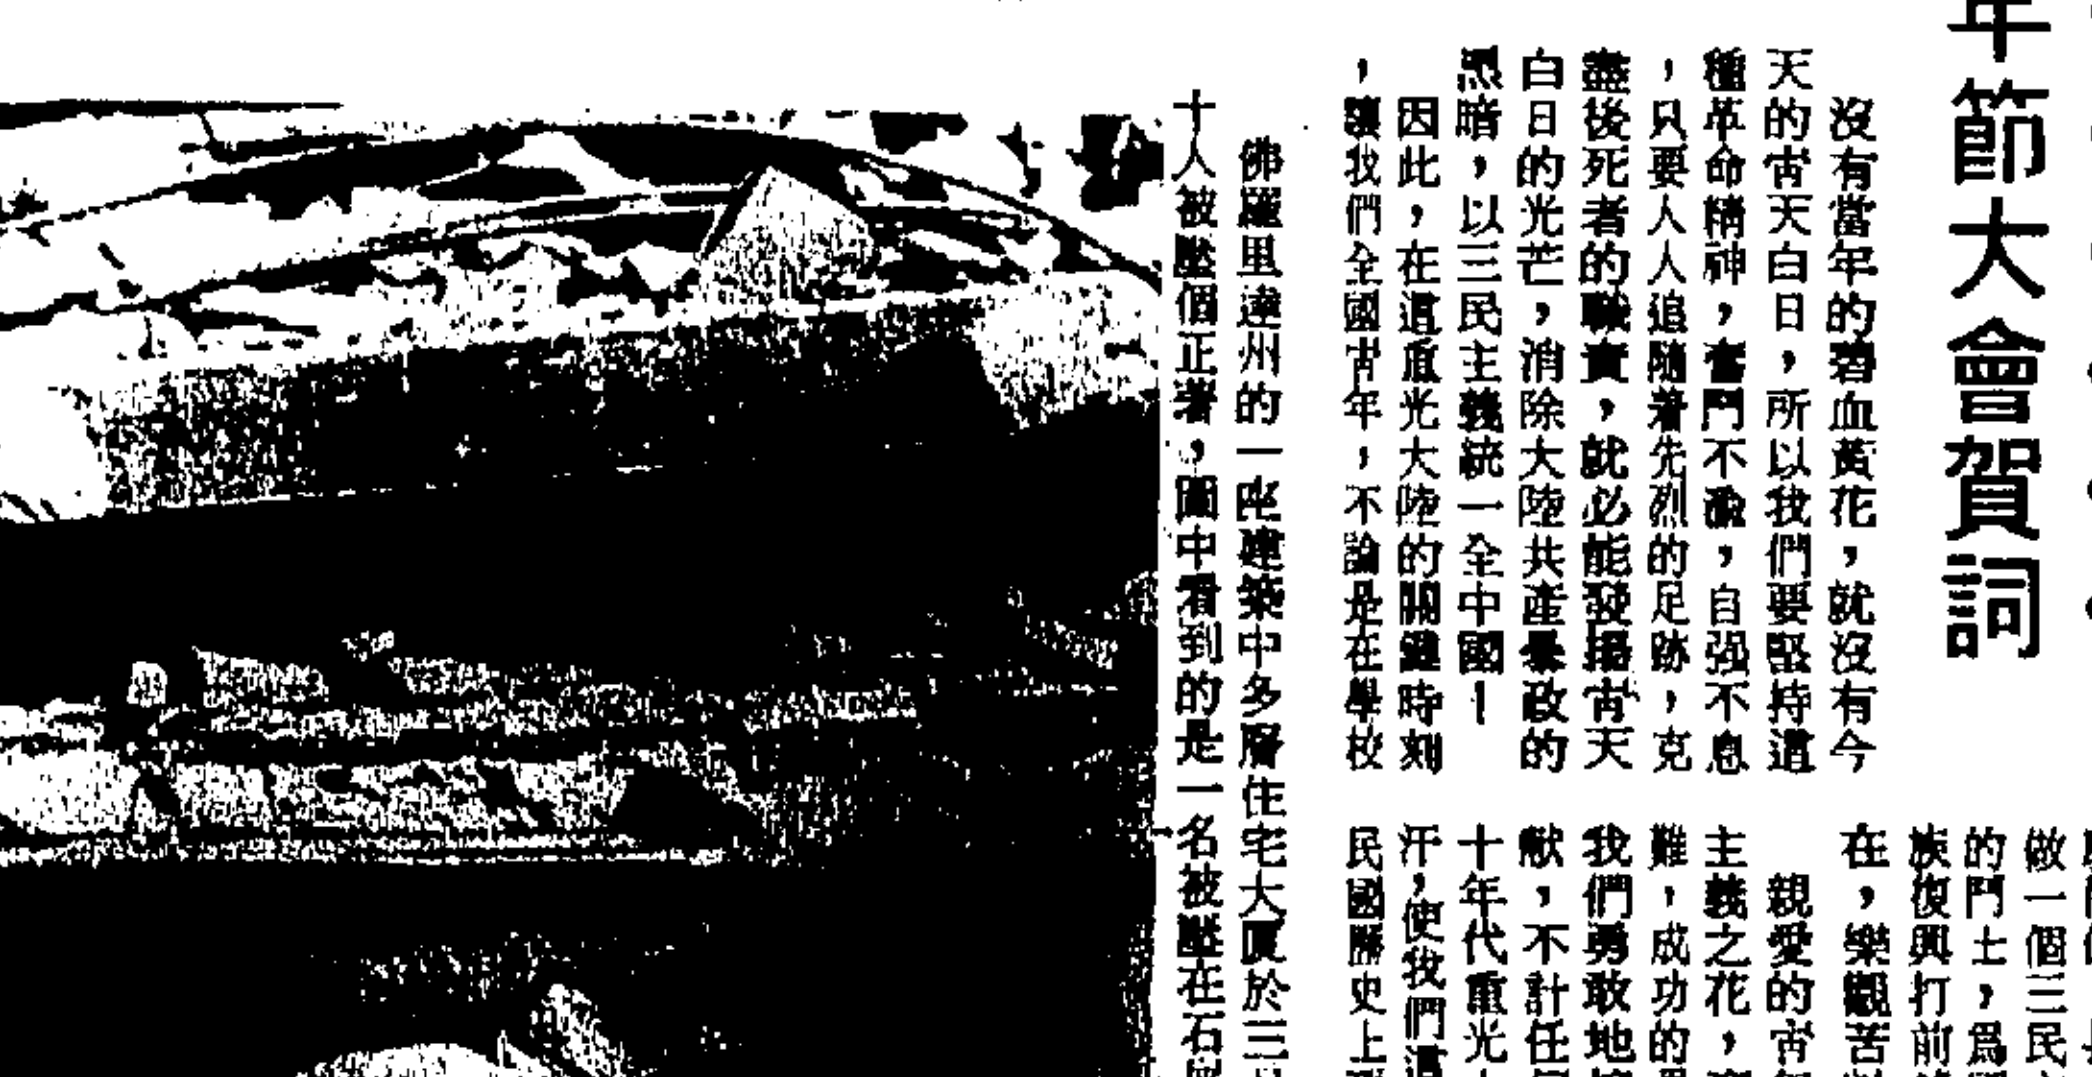 年節大會賀詞
沒有當年的碧血黃花，就沒有今
天的青天白日，所以我們要堅持這
種革命精神，奮鬥不渝，自强不息
，只要人人追隨着先烈的足跡，克
盡後死者的職責，就必能發揚青天
白日的光芒，消除大陸共產暴政的
黑暗，以三民主義統一全中國！
因此，在這重光大陸的關鍵時刻
，讓我們全國青年，不論是在學校
做一個三民
的鬥士，爲
族復興打前
在，樂觀苦
親愛的青
主義之花，
難，成功的
我們勇敢地
獻，不計任
十年代重光
汗，使我們這
民國歷史上
佛羅里達州的一座建築中多層住宅大厦於三
十人被壓個正著，圖中看到的是一名被壓在石